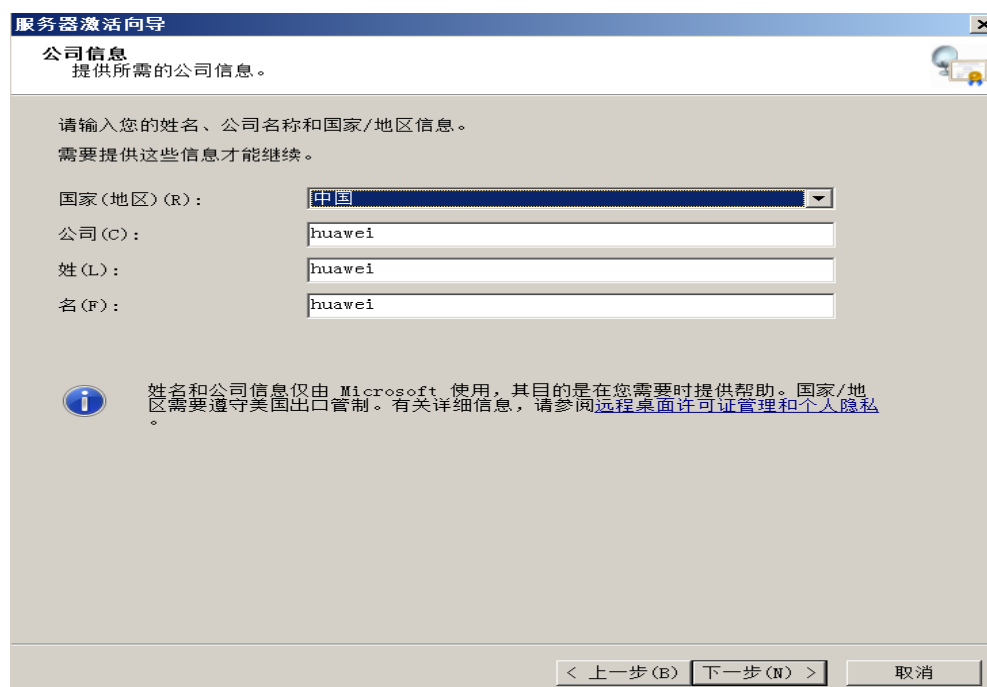 服务器激活向导
公司信息
提供所需的公司信息。
请输入您的姓名、公司名称和国家/地区信息。
需要提供这些信息才能继续。
国家(地区)(R): 中国
公司(C): huawei
姓(L): huawei
名(F): huawei
姓名和公司信息仅由 Microsoft 使用，其目的是在您需要时提供帮助。国家/地
区需要遵守美国出口管制。有关详细信息，请参阅远程桌面许可证管理和个人隐私
。
< 上一步(B) 下一步(N) > 取消